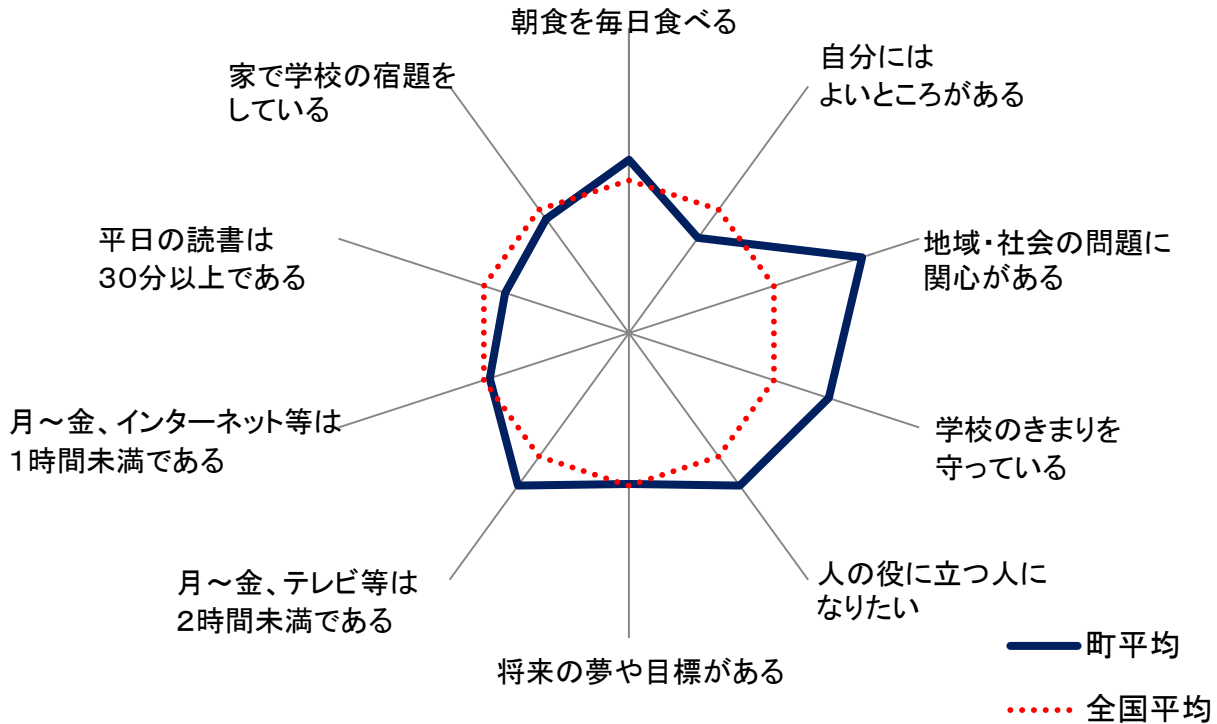 朝食を毎日食べる
自分には
よいところがある
地域・社会の問題に
関心がある
学校のきまりを
守っている
人の役に立つ人に
なりたい
将来の夢や目標がある
月～金、テレビ等は
２時間未満である
月～金、インターネット等は
１時間未満である
平日の読書は
３０分以上である
家で学校の宿題を
している
町平均
全国平均